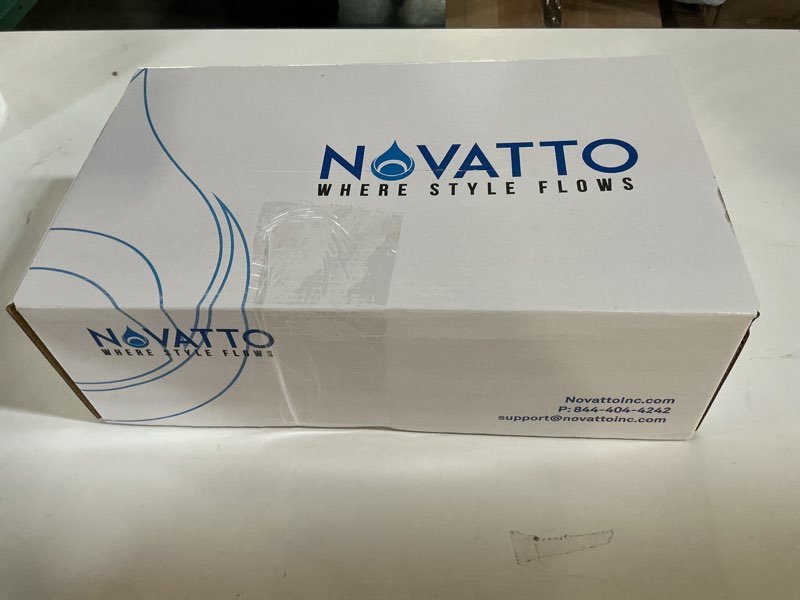 NOVATTO
WHERE STYLE FLOWS
NOVATTO
WHERE STYLE FLOWS
NovattoInc.com
P: 844-404-4242
support@novattoinc.com